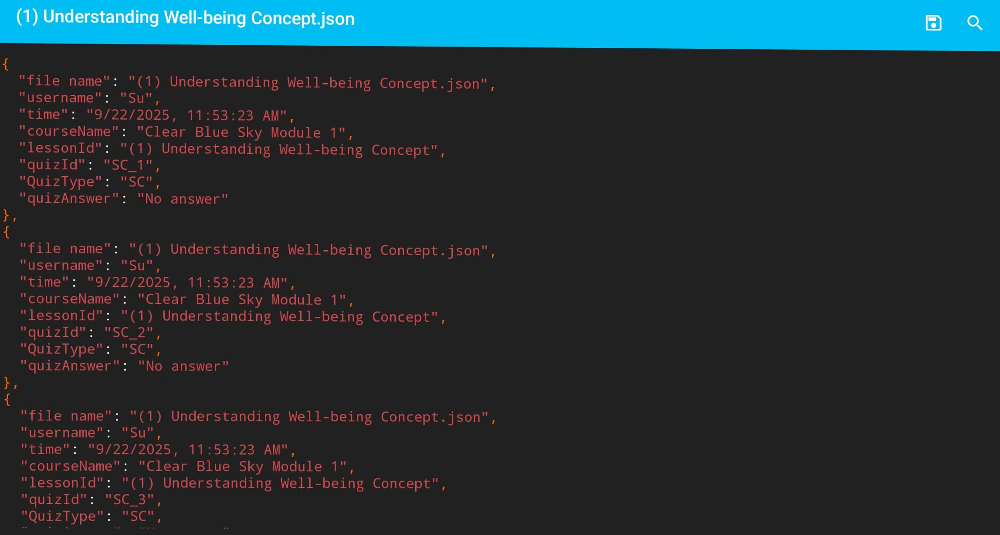 (1) Understanding Well-being Concept.json
{
  "file name": "(1) Understanding Well-being Concept.json",
  "username": "Su",
  "time": "9/22/2025, 11:53:23 AM",
  "courseName": "Clear Blue Sky Module 1",
  "lessonId": "(1) Understanding Well-being Concept",
  "quizId": "SC_1",
  "QuizType": "SC",
  "quizAnswer": "No answer"
},
{
  "file name": "(1) Understanding Well-being Concept.json",
  "username": "Su",
  "time": "9/22/2025, 11:53:23 AM",
  "courseName": "Clear Blue Sky Module 1",
  "lessonId": "(1) Understanding Well-being Concept",
  "quizId": "SC_2",
  "QuizType": "SC",
  "quizAnswer": "No answer"
},
{
  "file name": "(1) Understanding Well-being Concept.json",
  "username": "Su",
  "time": "9/22/2025, 11:53:23 AM",
  "courseName": "Clear Blue Sky Module 1",
  "lessonId": "(1) Understanding Well-being Concept",
  "quizId": "SC_3",
  "QuizType": "SC",